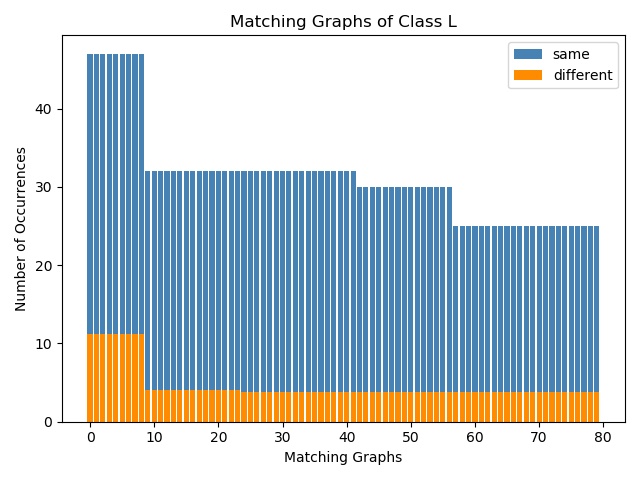 Matching Graphs of Class L
same
different
Number of Occurrences
40
30
20
10
0
0 10 20 30 40 50 60 70 80
Matching Graphs